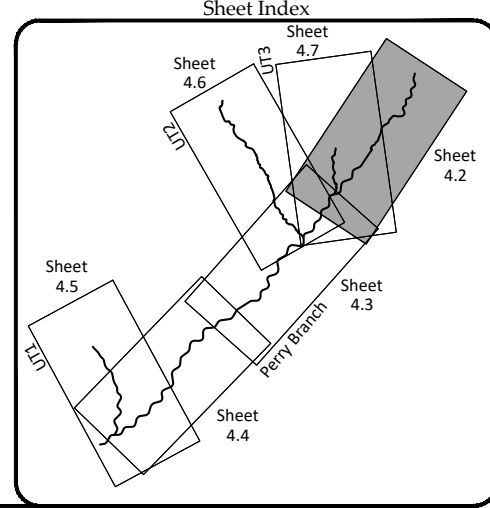 Sheet Index
Sheet
4.7
UT3
Sheet
4.6
UT2
Sheet
4.2
Sheet
4.5
Sheet
4.3
UT1
Perry Branch
Sheet
4.4